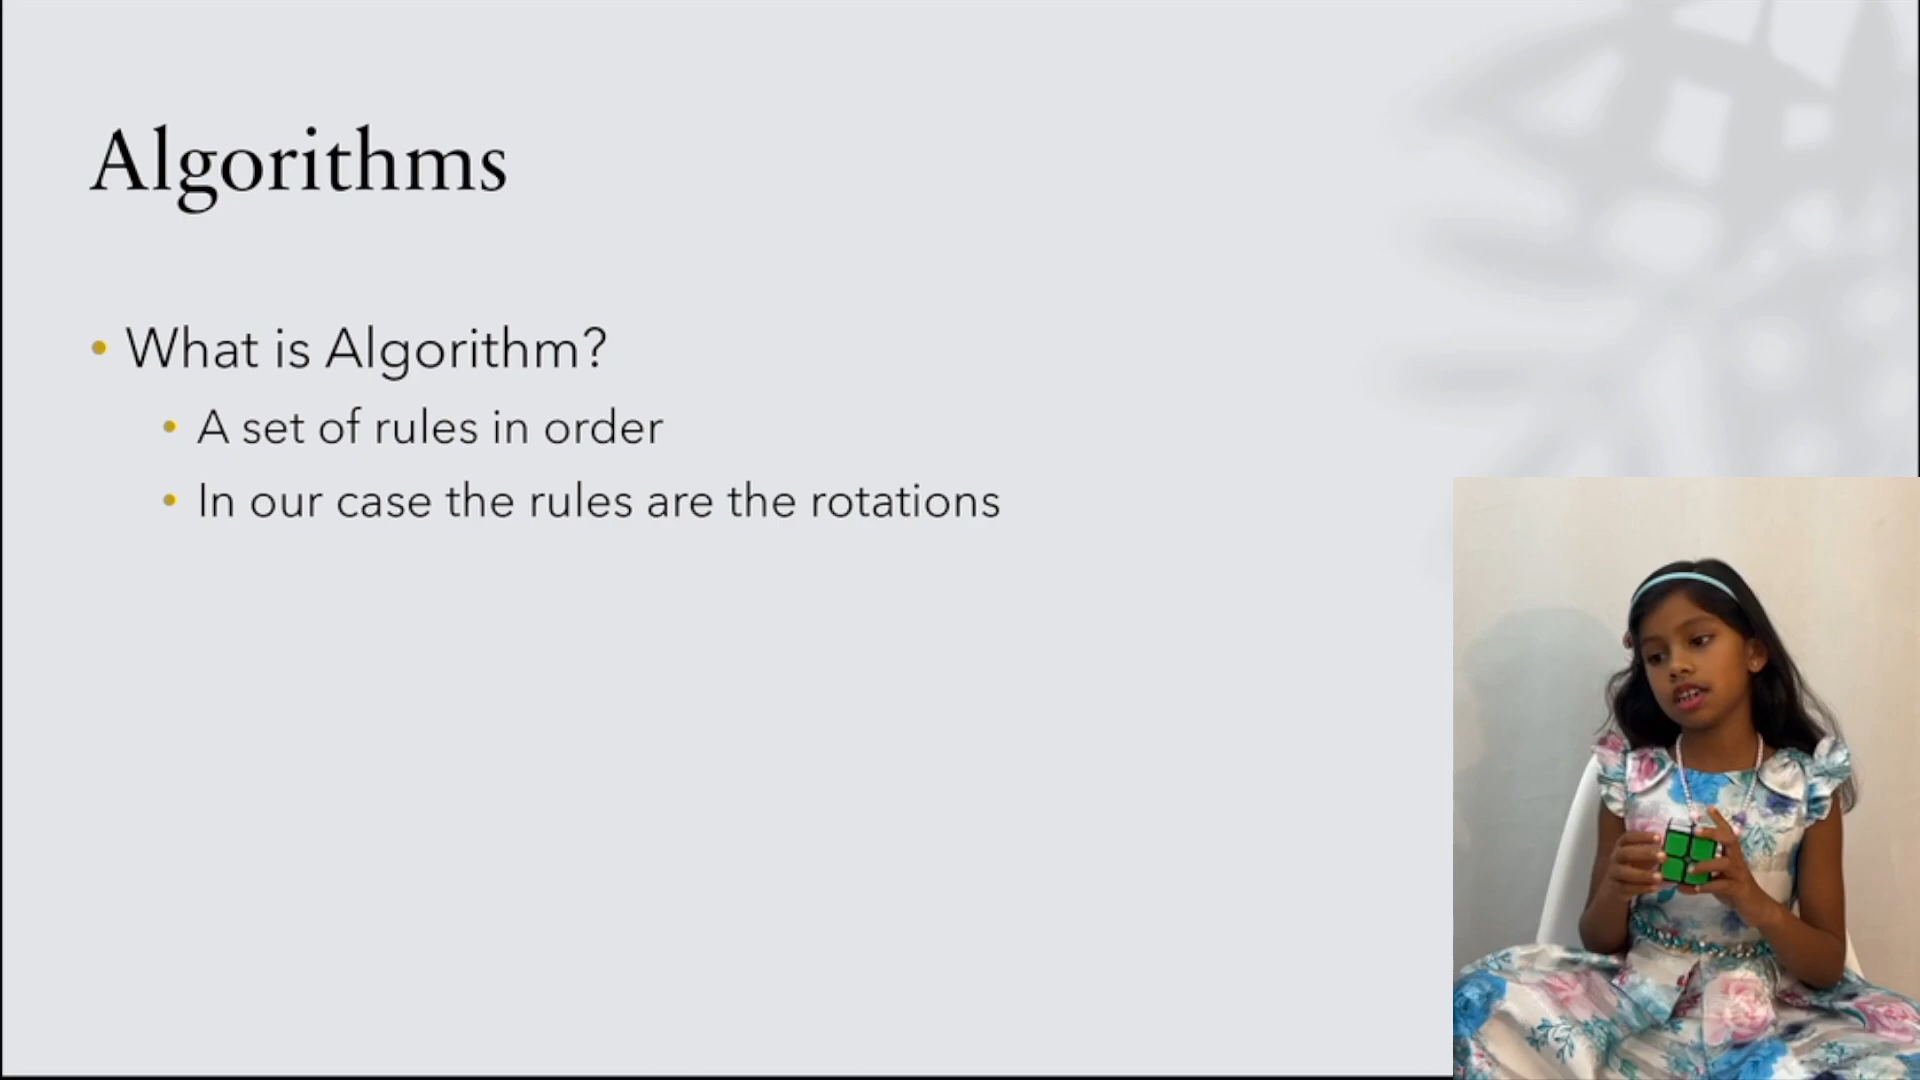 Algorithms
What is Algorithm?
A set of rules in order
In our case the rules are the rotations